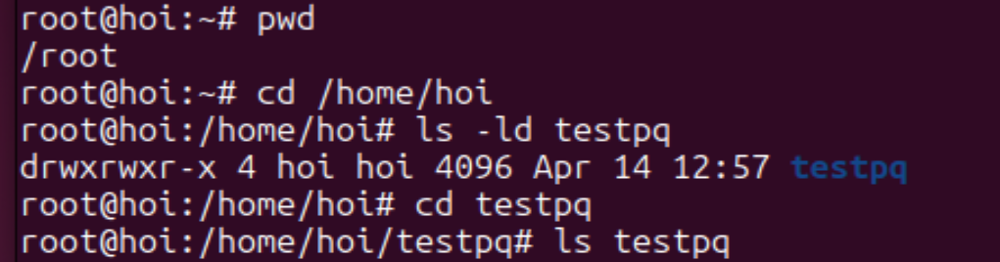 root@hoi:~# pwd
/root
root@hoi:~# cd /home/hoi
root@hoi:/home/hoi# ls -ld testpq
drwxrwxr-x 4 hoi hoi 4096 Apr 14 12:57 testpq
root@hoi:/home/hoi# cd testpq
root@hoi:/home/hoi/testpq# ls testpq